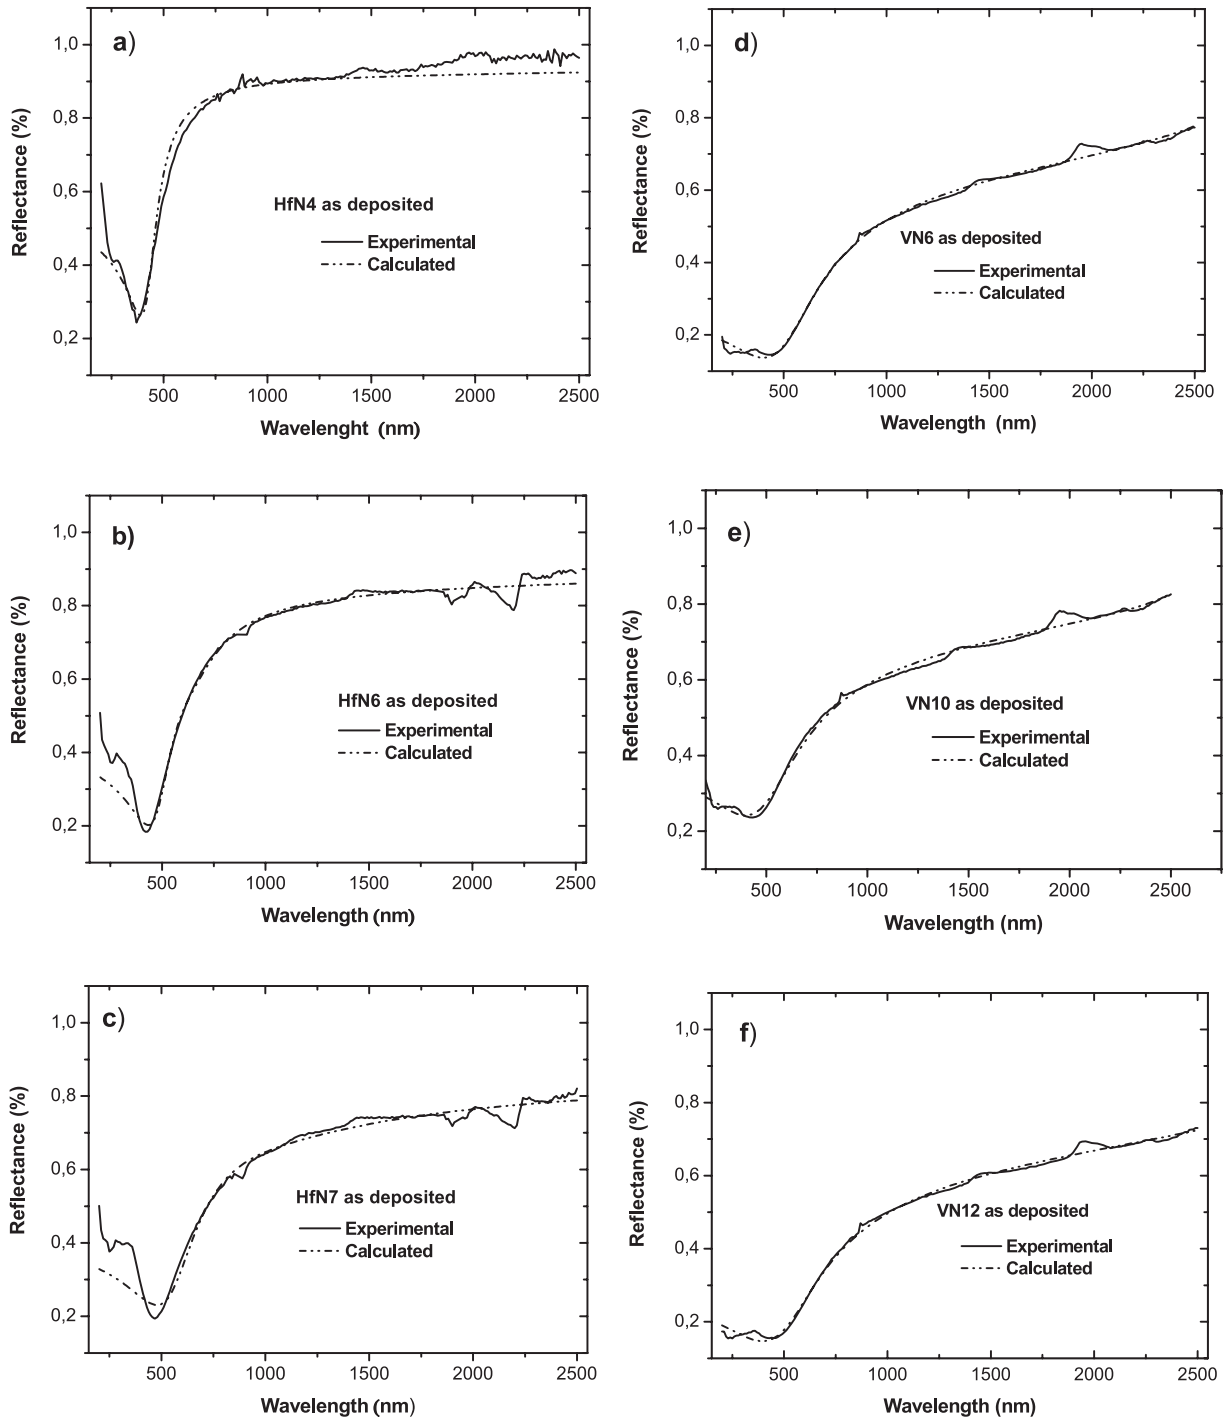 a)
Reflectance (%)
1,0
0,8
0,6
0,4
0,2
HfN4 as deposited
Experimental
Calculated
500 1000 1500 2000 2500
Wavelenght (nm)
d)
Reflectance (%)
1,0
0,8
0,6
0,4
0,2
VN6 as deposited
Experimental
Calculated
500 1000 1500 2000 2500
Wavelength (nm)
b)
Reflectance (%)
1,0
0,8
0,6
0,4
0,2
HfN6 as deposited
Experimental
Calculated
500 1000 1500 2000 2500
Wavelength (nm)
e)
Reflectance (%)
1,0
0,8
0,6
0,4
0,2
VN10 as deposited
Experimental
Calculated
500 1000 1500 2000 2500
Wavelength (nm)
c)
Reflectance (%)
1,0
0,8
0,6
0,4
0,2
HfN7 as deposited
Experimental
Calculated
500 1000 1500 2000 2500
Wavelength (nm)
f)
Reflectance (%)
1,0
0,8
0,6
0,4
0,2
VN12 as deposited
Experimental
Calculated
500 1000 1500 2000 2500
Wavelength (nm)